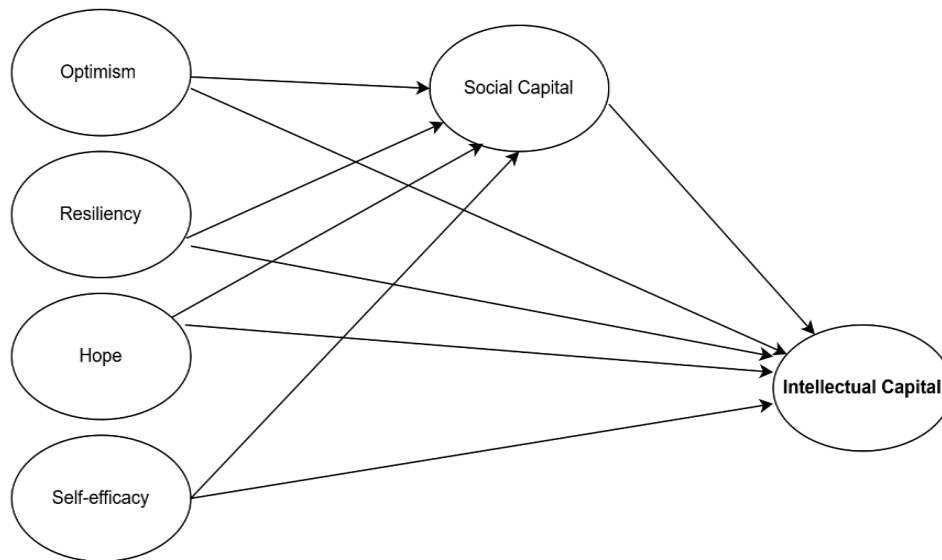 Optimism
Social Capital
Resiliency
Hope
Intellectual Capital
Self-efficacy